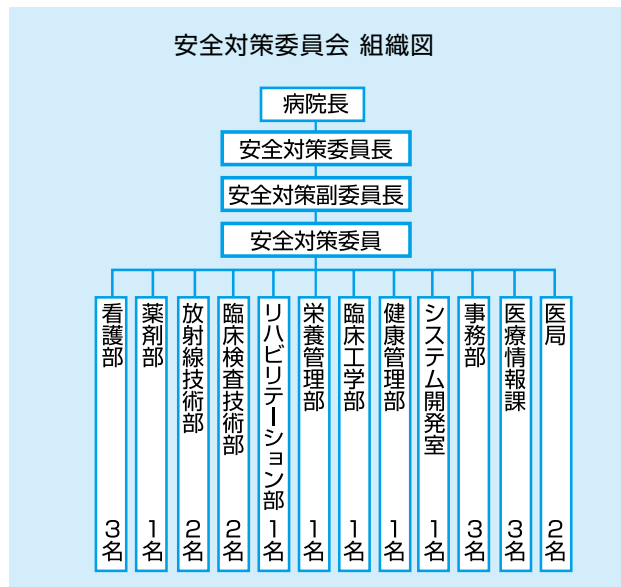 安全対策委員会 組織図
病院長
安全対策委員長
安全対策副委員長
安全対策委員
看護部 3名
薬剤部 1名
放射線技術部 2名
臨床検査技術部 2名
リハビリテーション部 1名
栄養管理部 1名
臨床工学部 1名
健康管理部 1名
システム開発室 1名
事務部 3名
医療情報課 3名
医局 2名